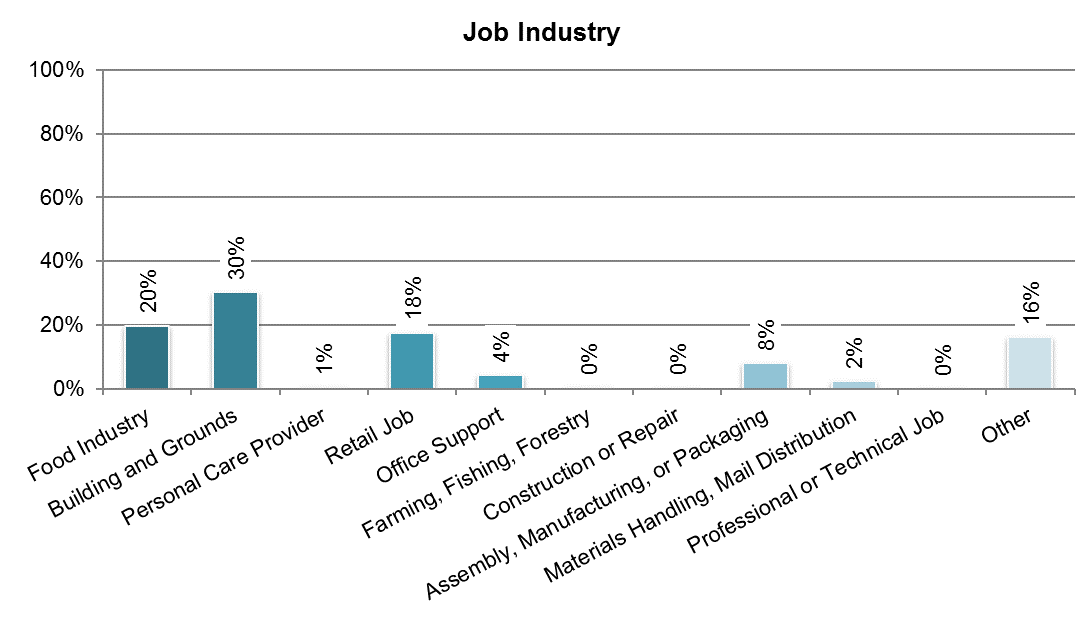 Job Industry
100%
80%
60%
40%
20%
0%
20%
30%
1%
18%
4%
0%
0%
8%
2%
0%
16%
Food Industry
Building and Grounds
Personal Care Provider
Retail Job
Office Support
Farming, Fishing, Forestry
Construction or Repair
Assembly, Manufacturing, or Packaging
Materials Handling, Mail Distribution
Professional or Technical Job
Other